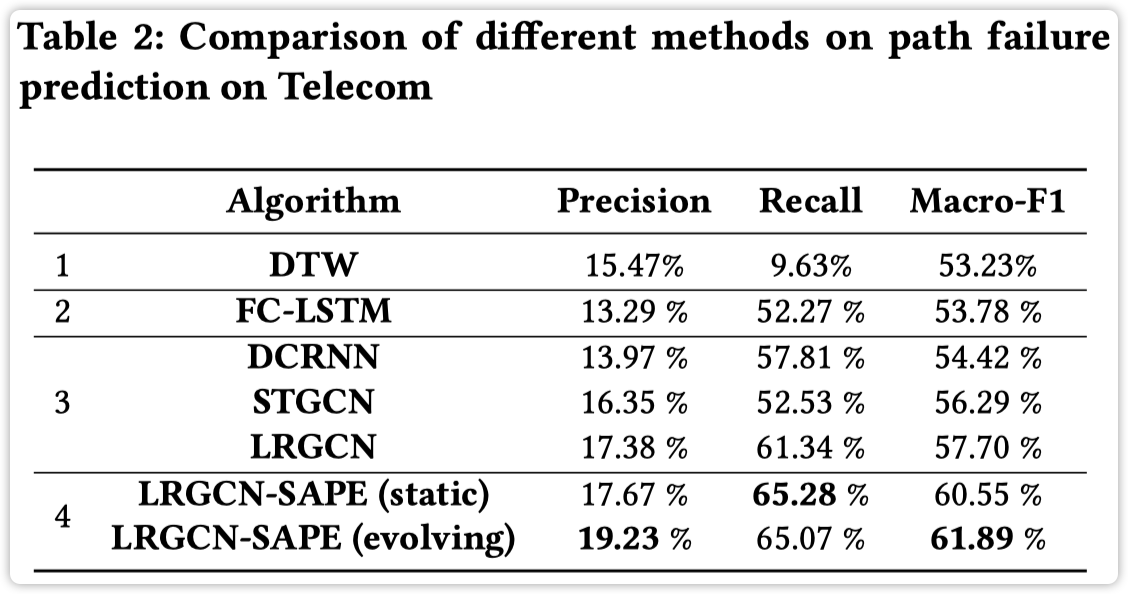 Table 2: Comparison of different methods on path failure
prediction on Telecom
Algorithm Precision Recall Macro-F1
1 DTW 15.47% 9.63% 53.23%
2 FC-LSTM 13.29 % 52.27 % 53.78 %
DCRNN 13.97 % 57.81 % 54.42 %
3 STGCN 16.35 % 52.53 % 56.29 %
LRGCN 17.38 % 61.34 % 57.70 %
4 LRGCN-SAPE (static) 17.67 % 65.28 % 60.55 %
LRGCN-SAPE (evolving) 19.23 % 65.07 % 61.89 %